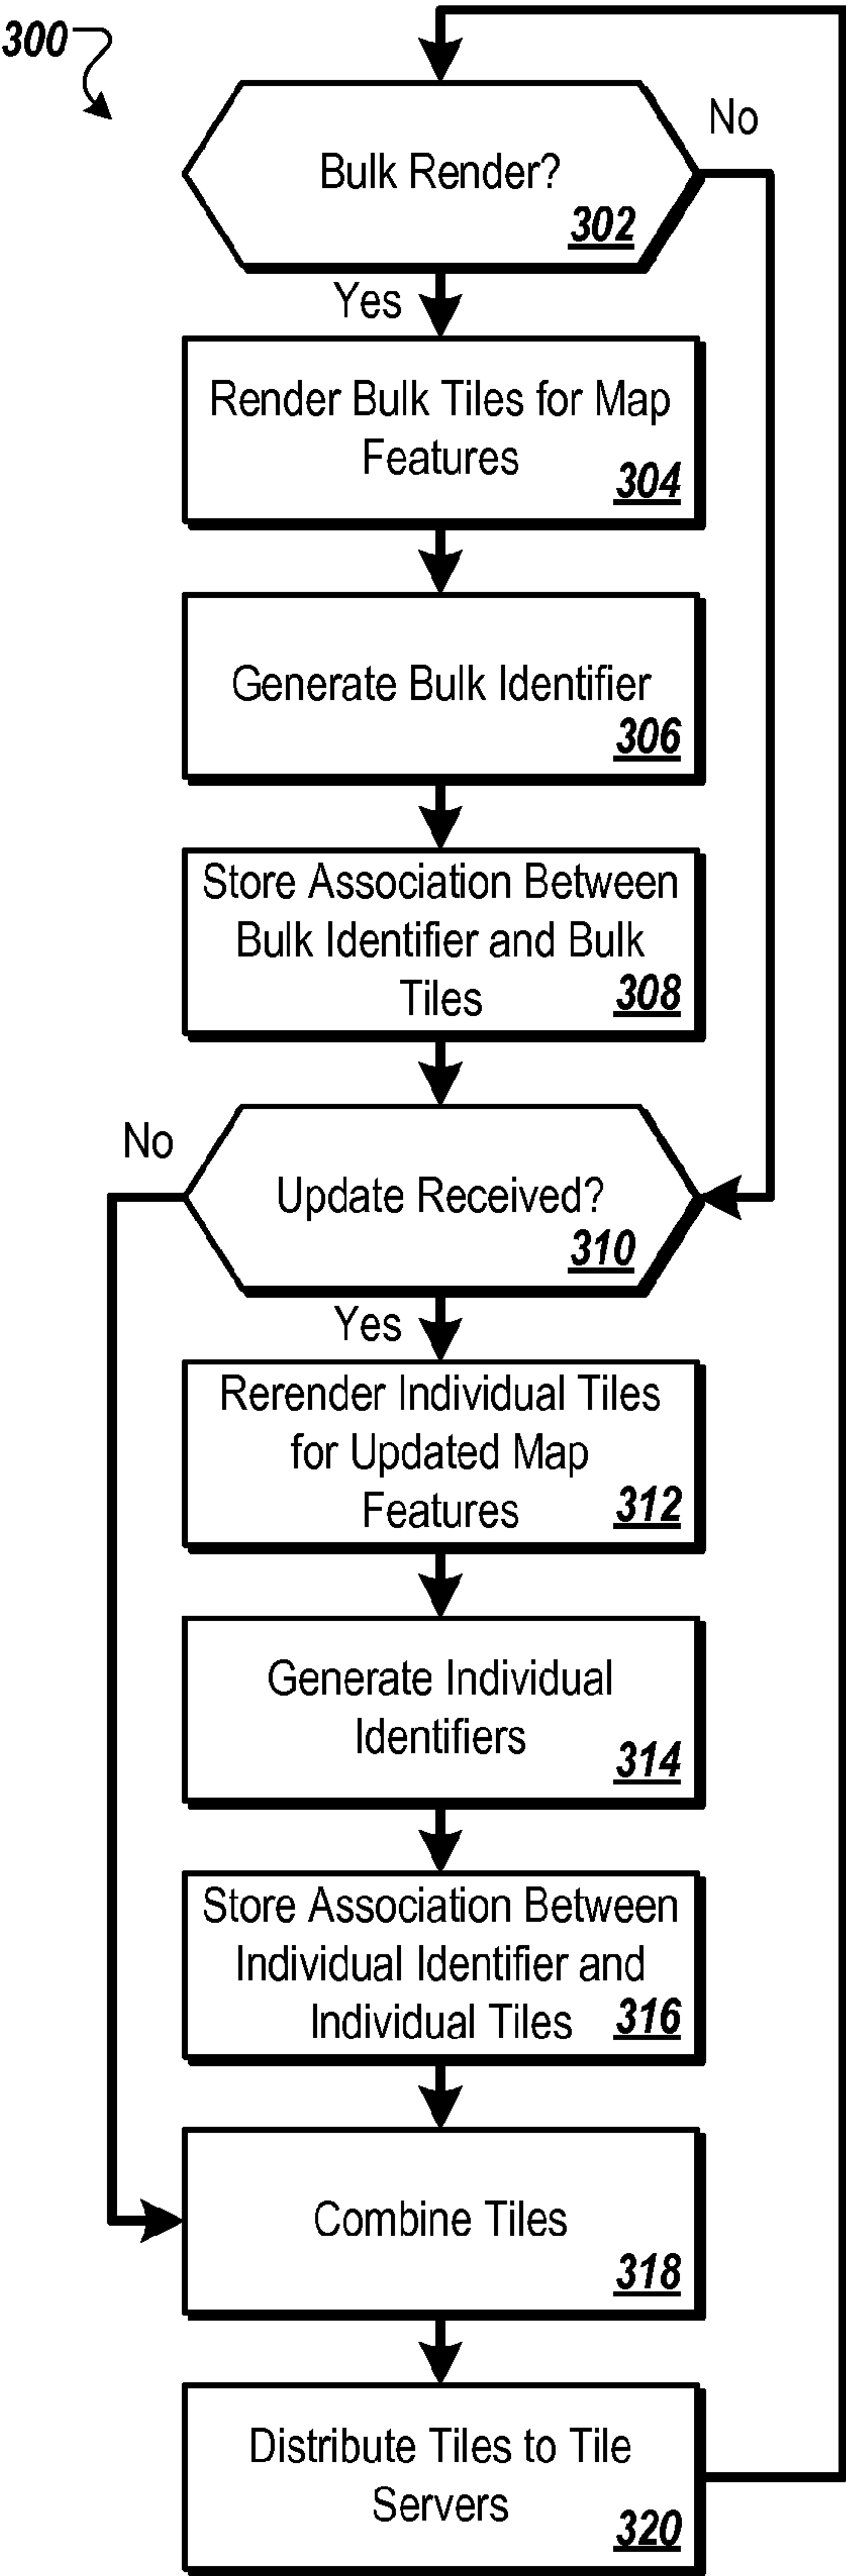 300
No
Bulk Render?
302
Yes
Render Bulk Tiles for Map
Features
304
Generate Bulk Identifier
306
Store Association Between
Bulk Identifier and Bulk
Tiles
308
No
Update Received?
310
Yes
Rerender Individual Tiles
for Updated Map
Features
312
Generate Individual
Identifiers
314
Store Association Between
Individual Identifier and
Individual Tiles
316
Combine Tiles
318
Distribute Tiles to Tile
Servers
320